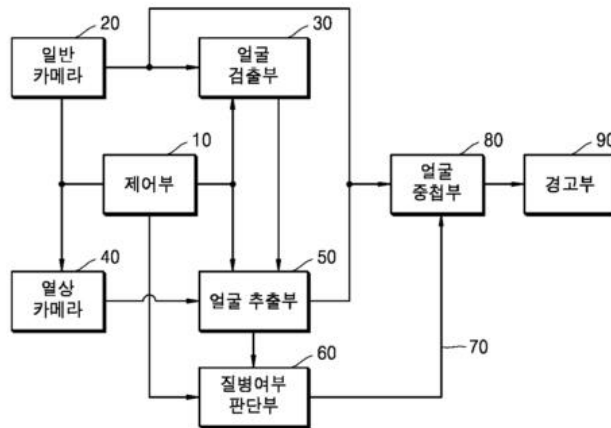 20
일반
카메라
30
얼굴
검출부
10
제어부
80
얼굴
중첩부
90
경고부
40
열상
카메라
50
얼굴 추출부
60
질병여부
판단부
70